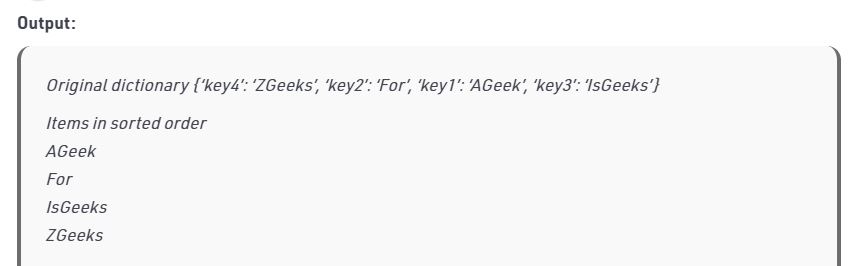 Output:
Original dictionary {‘key4’: ‘ZGeeks’, ‘key2’: ‘For’, ‘key1’: ‘AGeek’, ‘key3’: ‘IsGeeks’}
Items in sorted order
AGeek
For
IsGeeks
ZGeeks